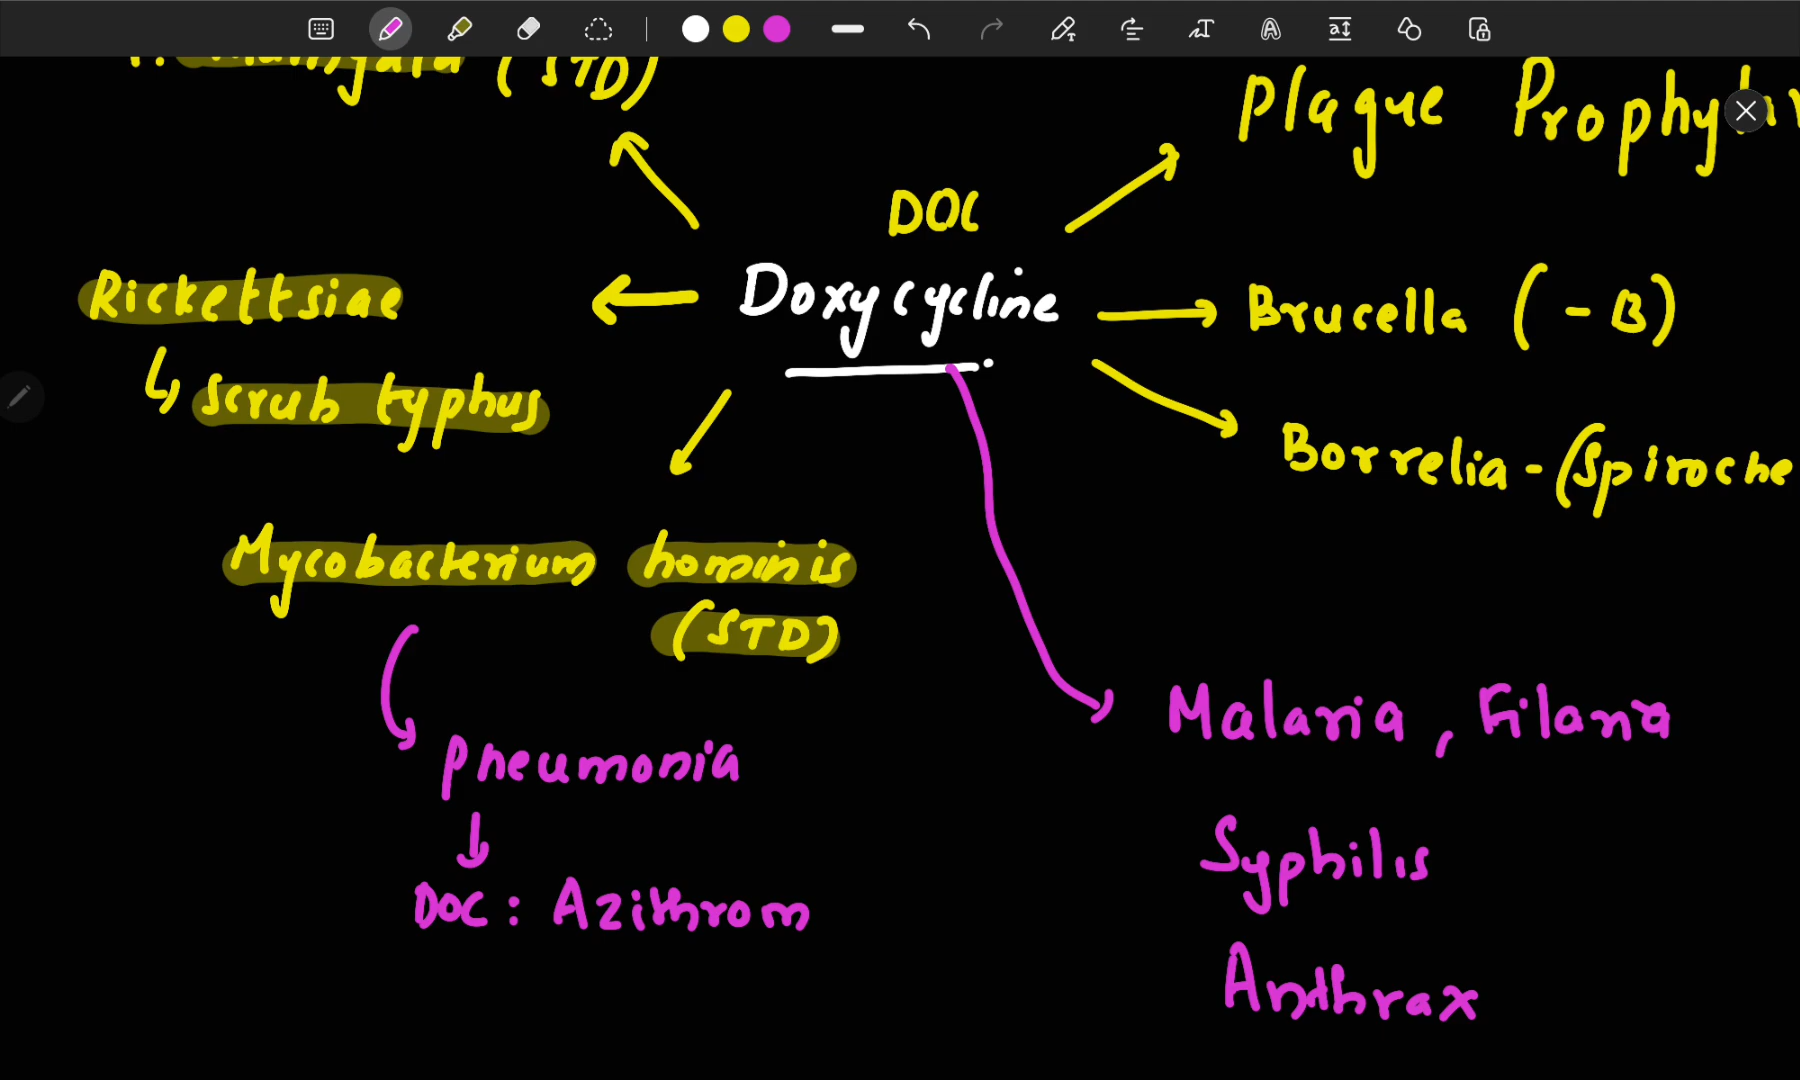 (STD)
Plague
DOC
Doxycycline
Rickettsiae
Brucella (-B)
Scrub typhus
Borrelia - (Spiroche
Mycobacterium hominis
(STD)
Malaria, Filaria
Pneumonia
Syphilis
DOC: Azithrom
Anthrax